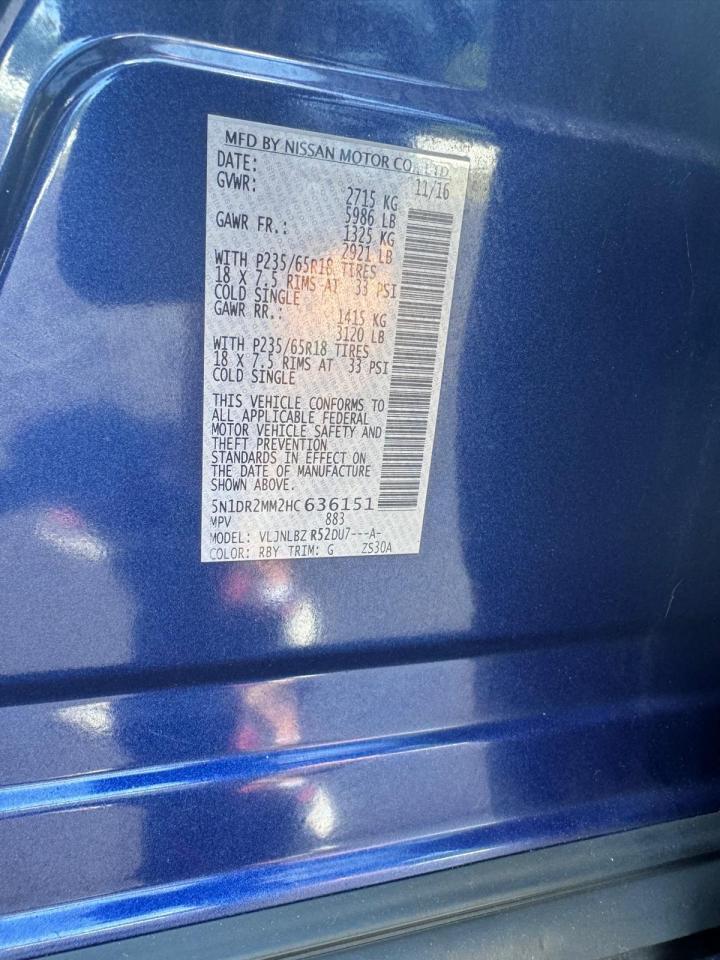 MFD BY NISSAN MOTOR CO., LTD.
DATE: 11/16
GVWR: 2715 KG
5986 LB
GAWR FR.: 1325 KG
2921 LB
WITH P235/65R18 TIRES
18 X 7.5 RIMS AT 33 PSI
COLD SINGLE
GAWR RR.: 1415 KG
3120 LB
WITH P235/65R18 TIRES
18 X 7.5 RIMS AT 33 PSI
COLD SINGLE
THIS VEHICLE CONFORMS TO
ALL APPLICABLE FEDERAL
MOTOR VEHICLE SAFETY AND
THEFT PREVENTION
STANDARDS IN EFFECT ON
THE DATE OF MANUFACTURE
SHOWN ABOVE.
5N1DR2MM2HC636151
MPV 883
MODEL: VLJNLBZ R52DU7---A-
COLOR: RBY TRIM: G ZS30A